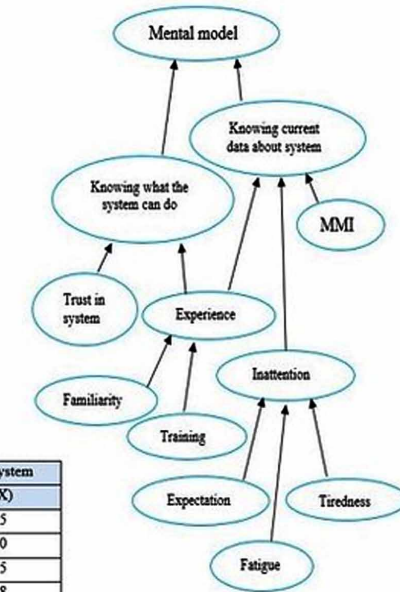 Mental model
Knowing current
data about system
Knowing what the
system can do
MMI
Trust in
system
Experience
Inattention
Familiarity
Training
Expectation
Tiredness
Fatigue
ystem
X)
5
0
5
8